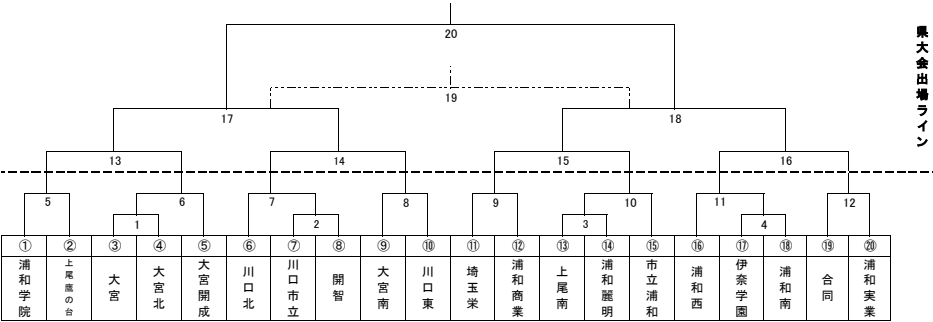 20
県大会出場ライン
19
17
18
13
14
15
16
5
6
7
8
9
10
11
12
1
2
3
4
① ② ③ ④ ⑤ ⑥ ⑦ ⑧ ⑨ ⑩ ⑪ ⑫ ⑬ ⑭ ⑮ ⑯ ⑰ ⑱ ⑲ ⑳
浦和学院
上尾鷹の台
大宮
大宮北
大宮開成
川口北
川口市立
開智
大宮南
川口東
埼玉栄
浦和商業
上尾南
浦和麗明
市立浦和
浦和西
伊奈学園
浦和南
合同
浦和実業